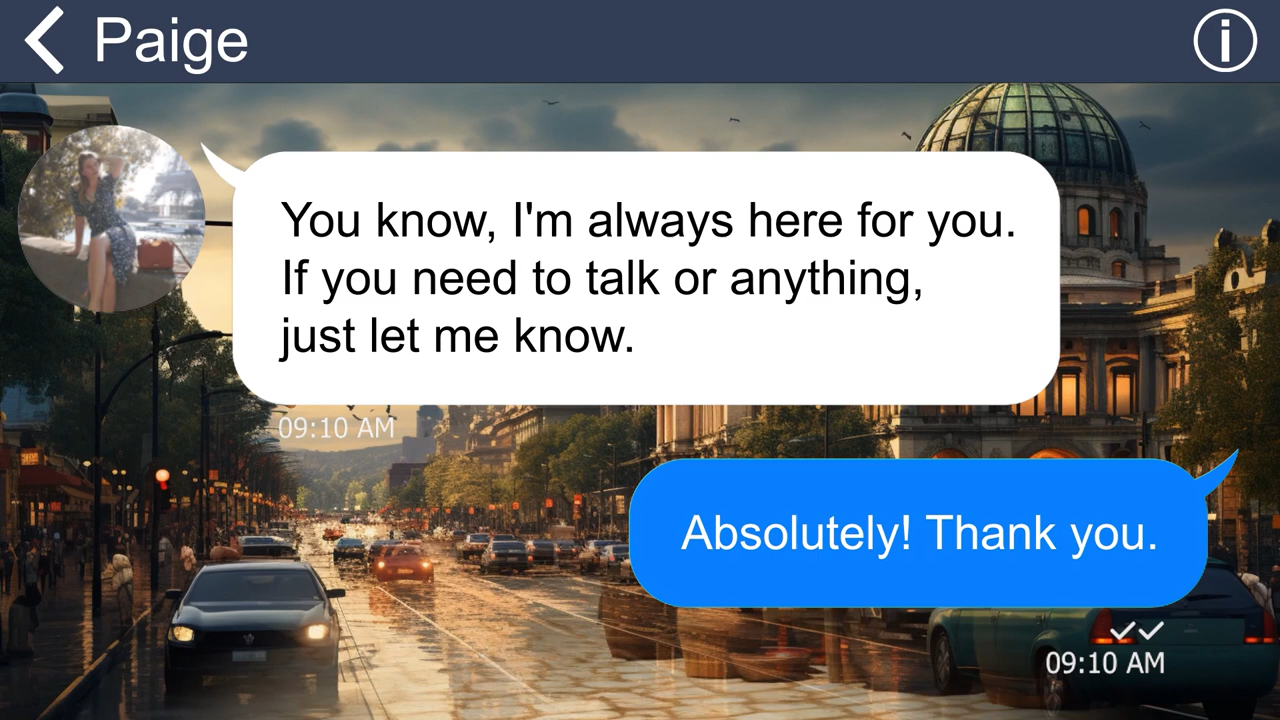 Paige
You know, I'm always here for you.
If you need to talk or anything,
just let me know.
09:10 AM
Absolutely! Thank you.
09:10 AM